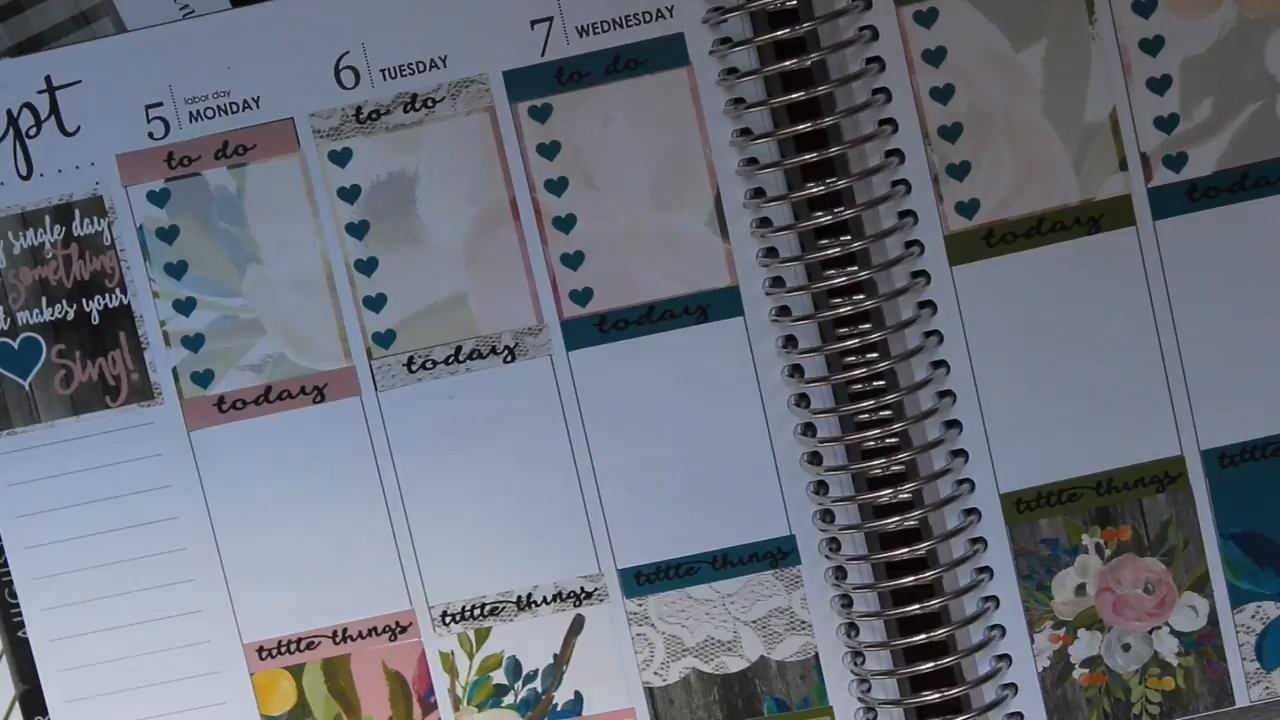 pt
5
labor day
MONDAY
6
TUESDAY
7
WEDNESDAY
to do
to do
to do
single day
something
makes your
Sing!
today
today
today
today
today
little things
little things
little things
little things
little